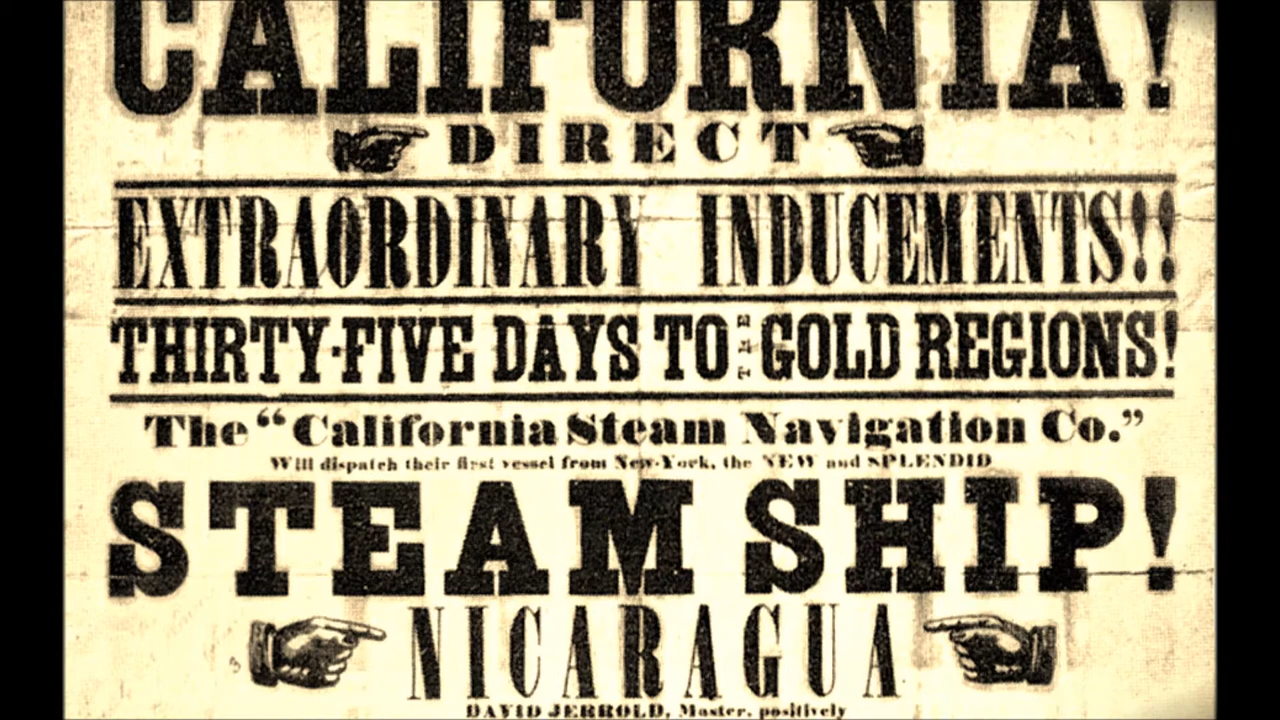 CALIFORNIA!
DIRECT
EXTRAORDINARY INDUCEMENTS!!
THIRTY-FIVE DAYS TO THE GOLD REGIONS!
The “California Steam Navigation Co.”
Will dispatch their first vessel from New-York, the NEW and SPLENDID
STEAM SHIP!
NICARAGUA
DAVID JERROLD, Master, positively